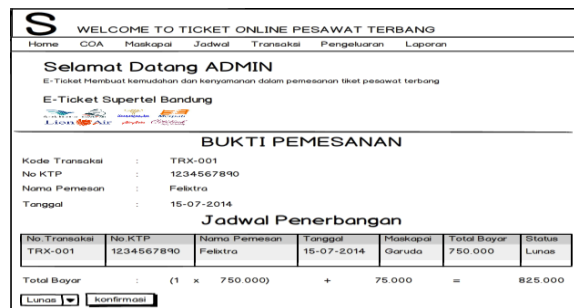 S WELCOME TO TICKET ONLINE PESAWAT TERBANG
Home COA Maskapai Jadwal Transaksi Pengeluaran Laporan
Selamat Datang ADMIN
E-Ticket Membuat kemudahan dan kenyamanan dalam pemesanan tiket pesawat terbang
E-Ticket Supertel Bandung
Lion Air
BUKTI PEMESANAN
Kode Transaksi : TRX-001
No KTP : 1234567890
Nama Pemesan : Felixtra
Tanggal : 15-07-2014
Jadwal Penerbangan
No.Transaksi No.KTP Nama Pemesan Tanggal Maskapai Total Bayar Status
TRX-001 1234567890 Felixtra 15-07-2014 Garuda 750.000 Lunas
Total Bayar : (1 x 750.000) + 75.000 = 825.000
Lunas konfirmasi